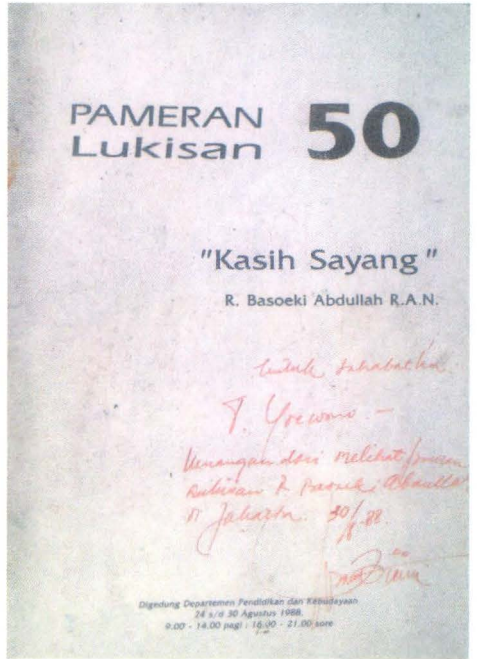 PAMERAN 50
Lukisan
"Kasih Sayang"
R. Basoeki Abdullah R.A.N.
Untuk sahabatku
T. Yoewono -
Kenangan dari melihat pameran
Lukisan R Basoeki Abdullah
di Jakarta. 30/8.88.
Digedung Departemen Pendidikan dan Kebudayaan
24 s/d 30 Agustus 1988.
9.00 - 14.00 pagi ; 16.00 - 21.00 sore